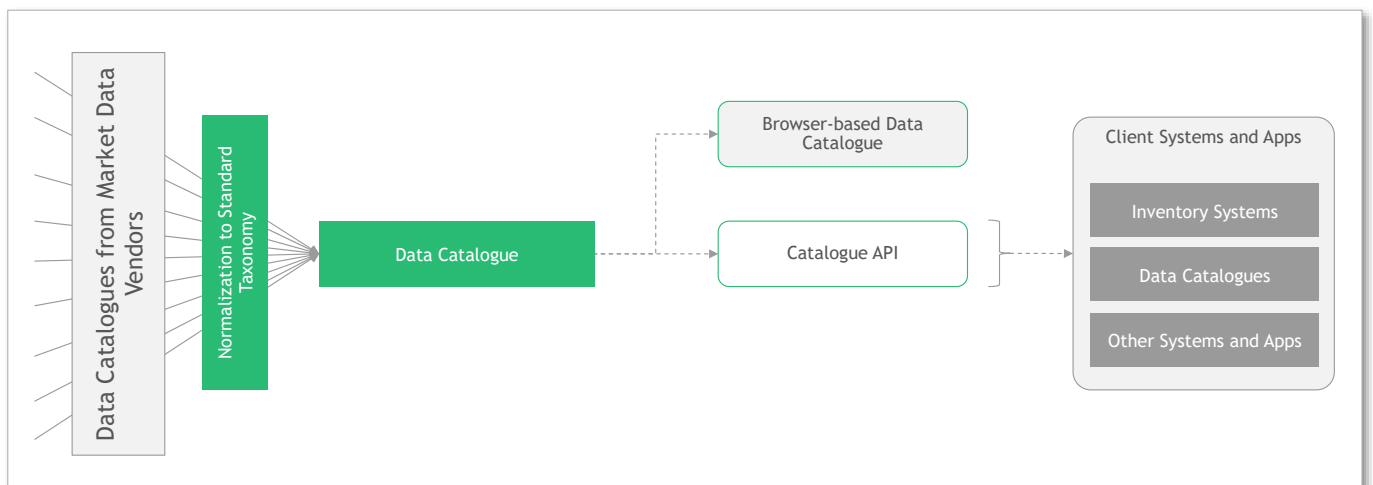 Data Catalogues from Market Data
Vendors
Normalization to Standard
Taxonomy
Data Catalogue
Browser-based Data
Catalogue
Catalogue API
Client Systems and Apps
Inventory Systems
Data Catalogues
Other Systems and Apps